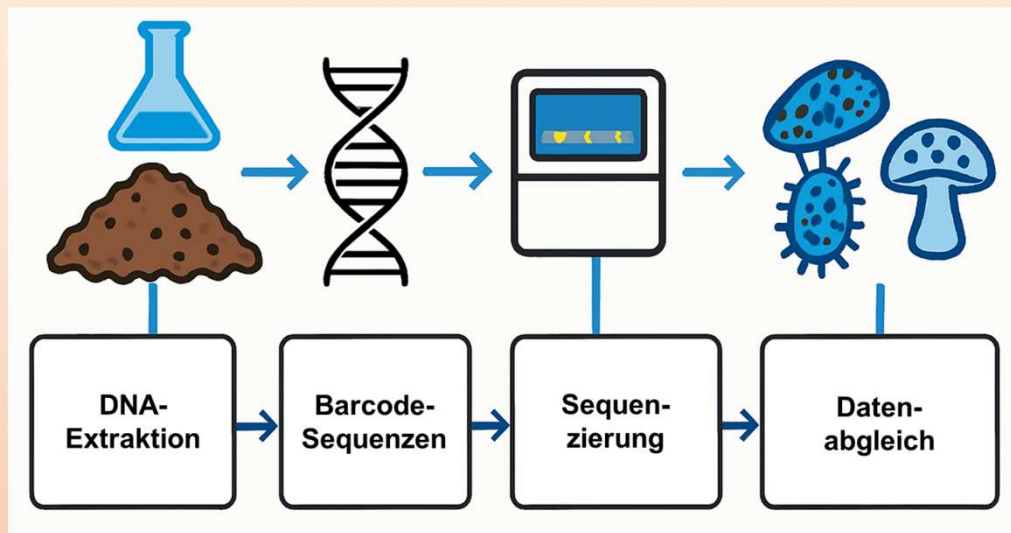 DNA-
Extraktion
Barcode-
Sequenzen
Sequen-
zierung
Daten-
abgleich